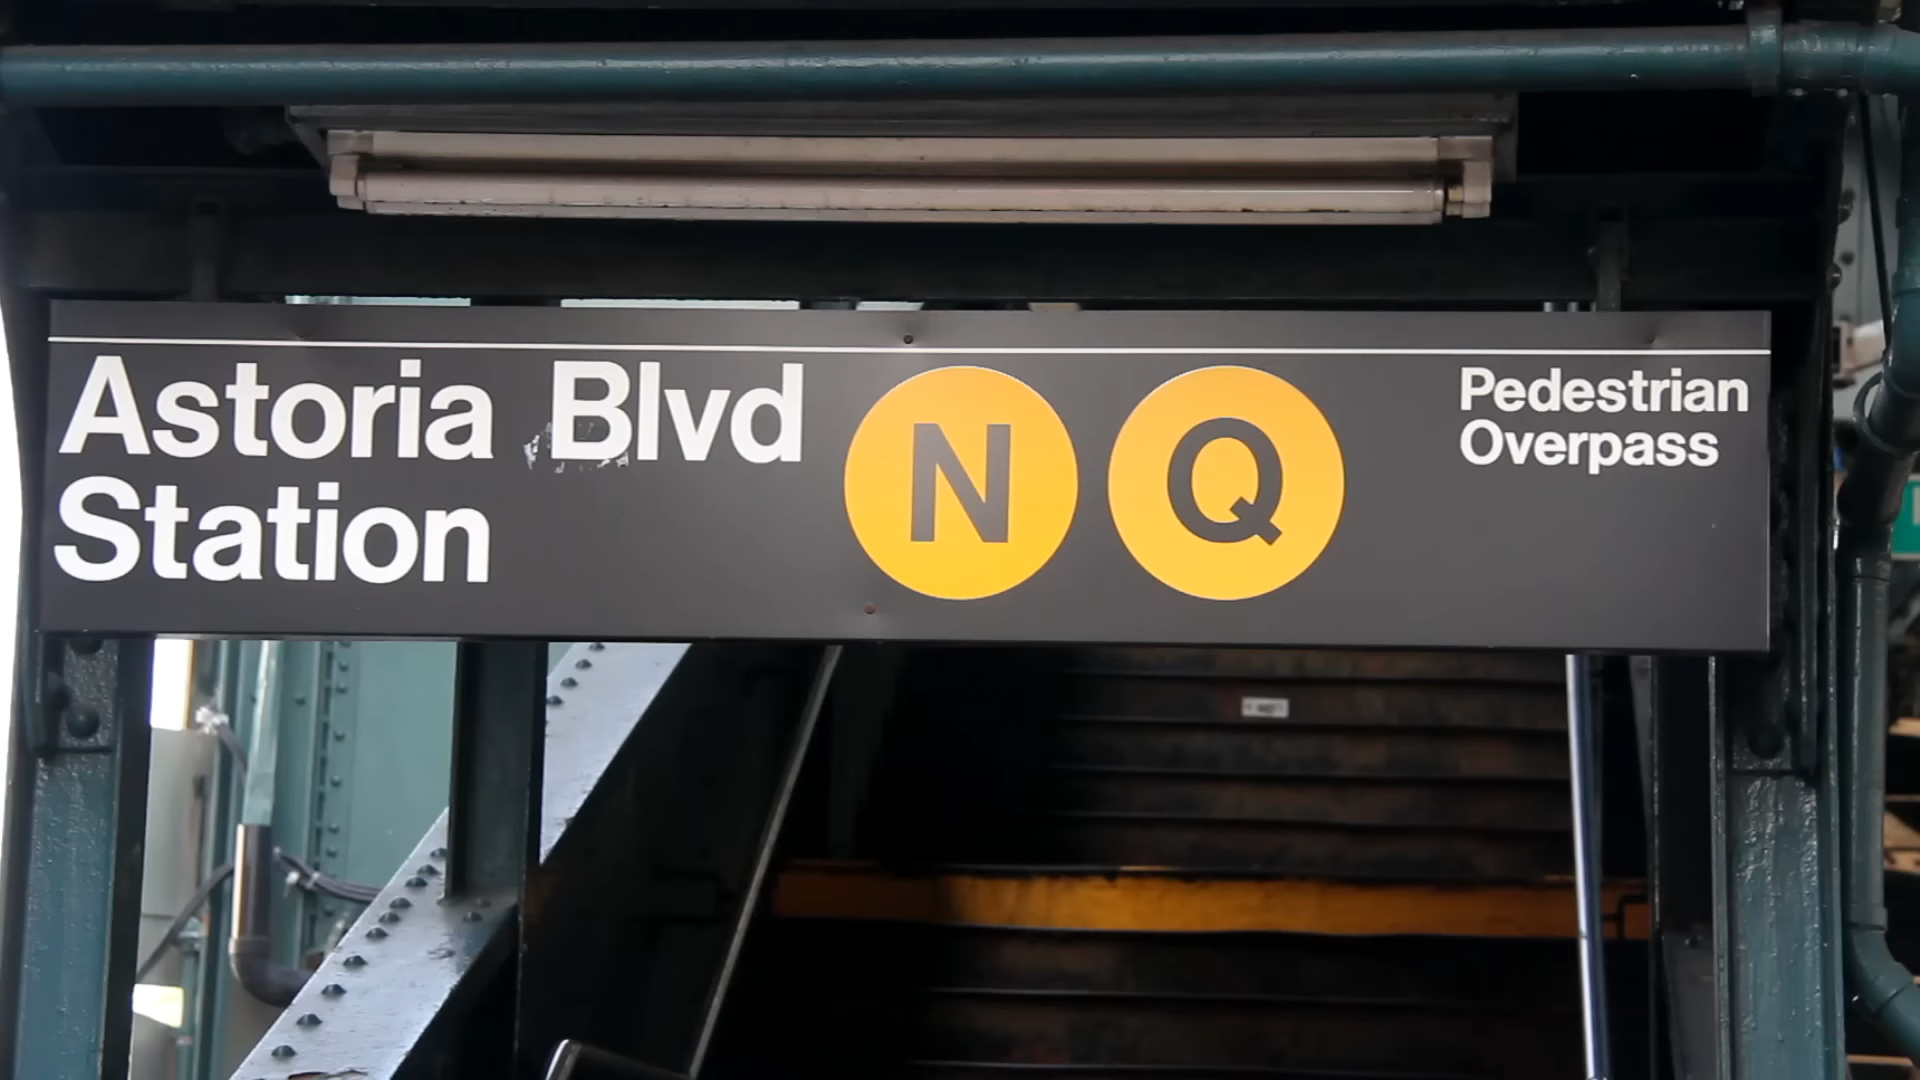 Astoria Blvd
Station
N Q
Pedestrian
Overpass